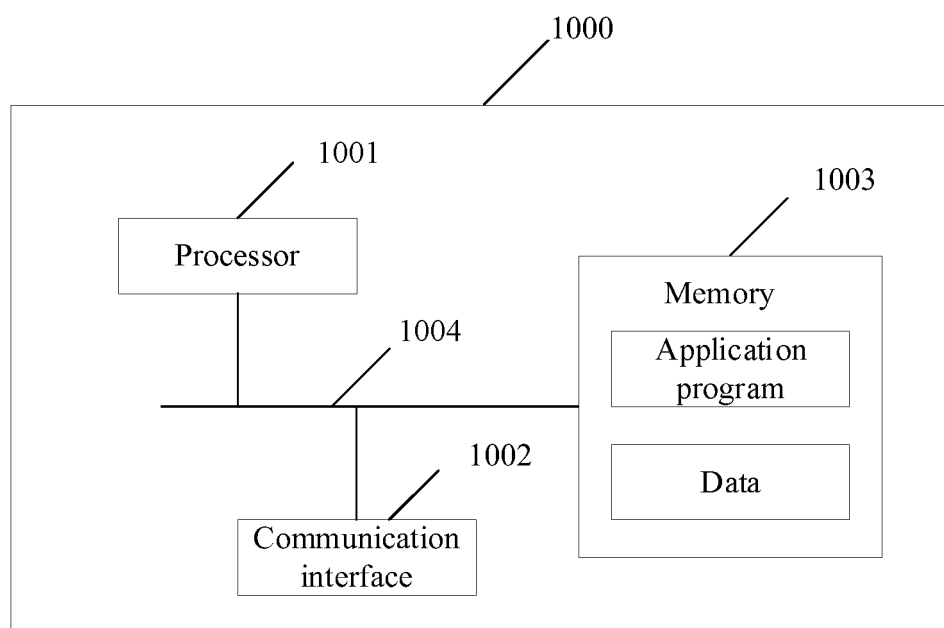 1000
1001
1003
Processor
Memory
1004
Application
program
1002
Data
Communication
interface